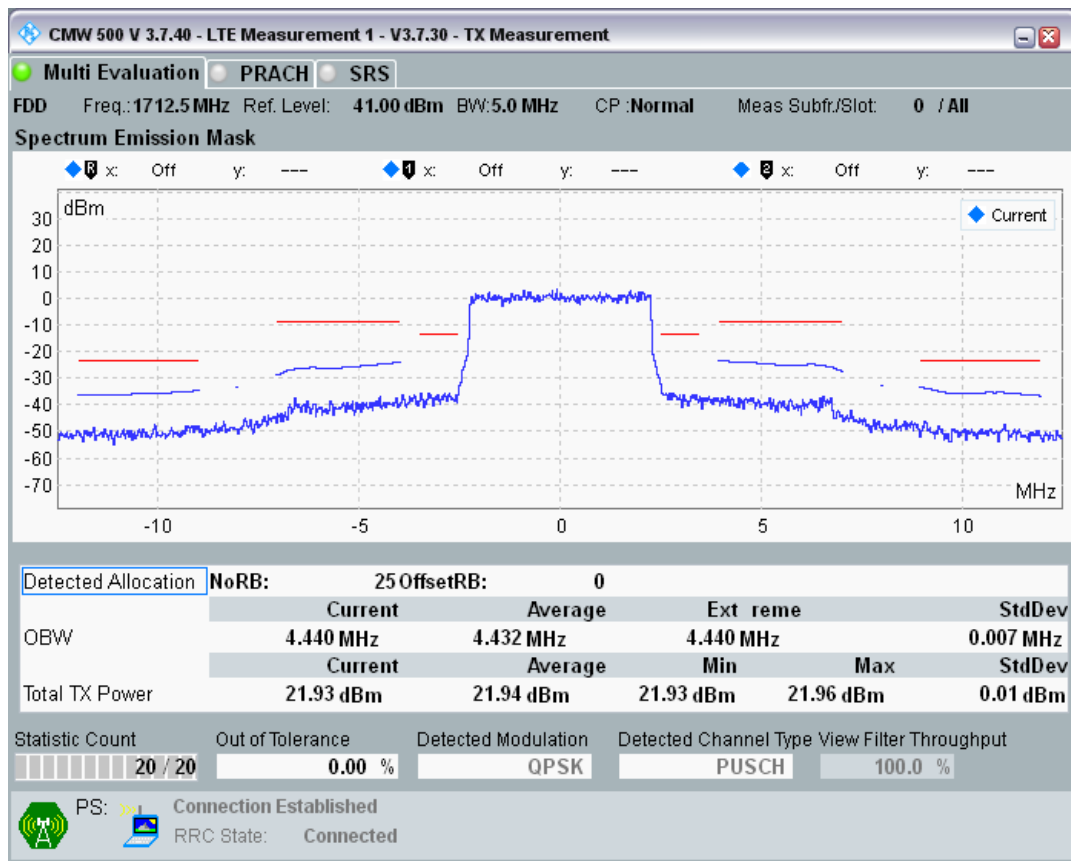 CMW 500 V 3.7.40 - LTE Measurement 1 - V3.7.30 - TX Measurement
Multi Evaluation PRACH SRS
FDD Freq.:1712.5 MHz Ref. Level: 41.00 dBm BW:5.0 MHz CP :Normal Meas Subfr./Slot: 0 / All
Spectrum Emission Mask
R x: Off y: --- 1 x: Off y: --- 2 x: Off y: ---
dBm
Current
30
20
10
0
-10
-20
-30
-40
-50
-60
-70
MHz
-10 -5 0 5 10
Detected Allocation NoRB: 25 OffsetRB: 0
Current Average Ext reme StdDev
OBW 4.440 MHz 4.432 MHz 4.440 MHz 0.007 MHz
Current Average Min Max StdDev
Total TX Power 21.93 dBm 21.94 dBm 21.93 dBm 21.96 dBm 0.01 dBm
Statistic Count Out of Tolerance Detected Modulation Detected Channel Type View Filter Throughput
20 / 20 0.00 % QPSK PUSCH 100.0 %
PS: Connection Established
RRC State: Connected